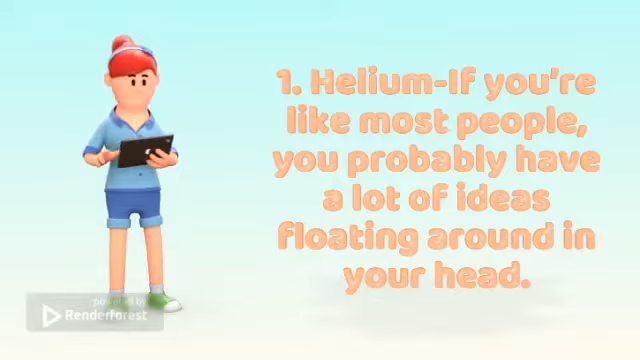 1. Helium-If you're
like most people,
you probably have
a lot of ideas
floating around in
your head.
powered by
Renderforest